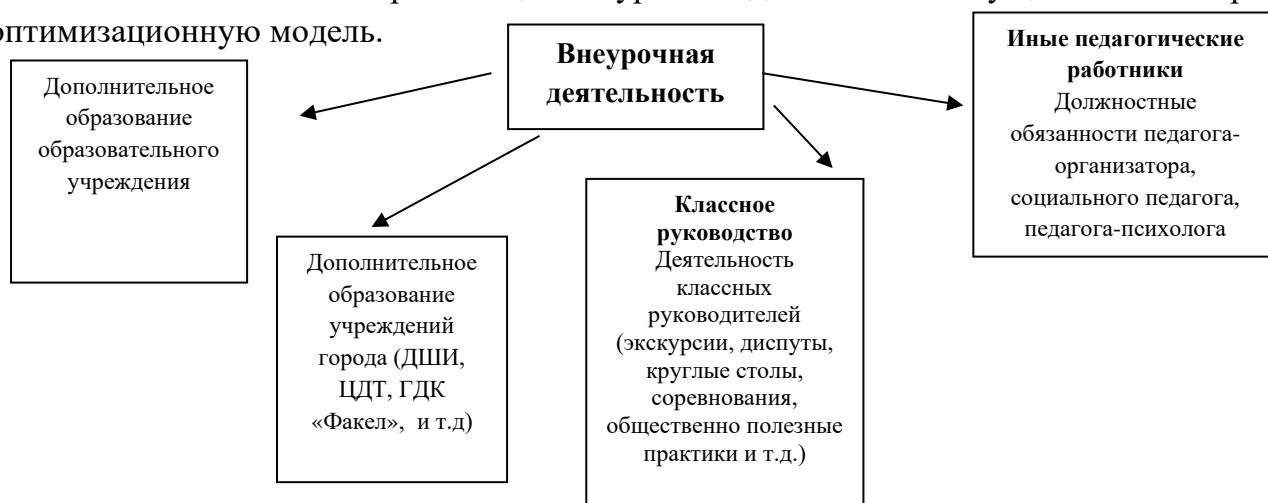 оптимизационную модель.
Внеурочная
деятельность
Дополнительное
образование
образовательного
учреждения
Дополнительное
образование
учреждений
города (ДШИ,
ЦДТ, ГДК
«Факел», и т.д)
Классное
руководство
Деятельность
классных
руководителей
(экскурсии, диспуты,
круглые столы,
соревнования,
общественно полезные
практики и т.д.)
Иные педагогические
работники
Должностные
обязанности педагога-
организатора,
социального педагога,
педагога-психолога